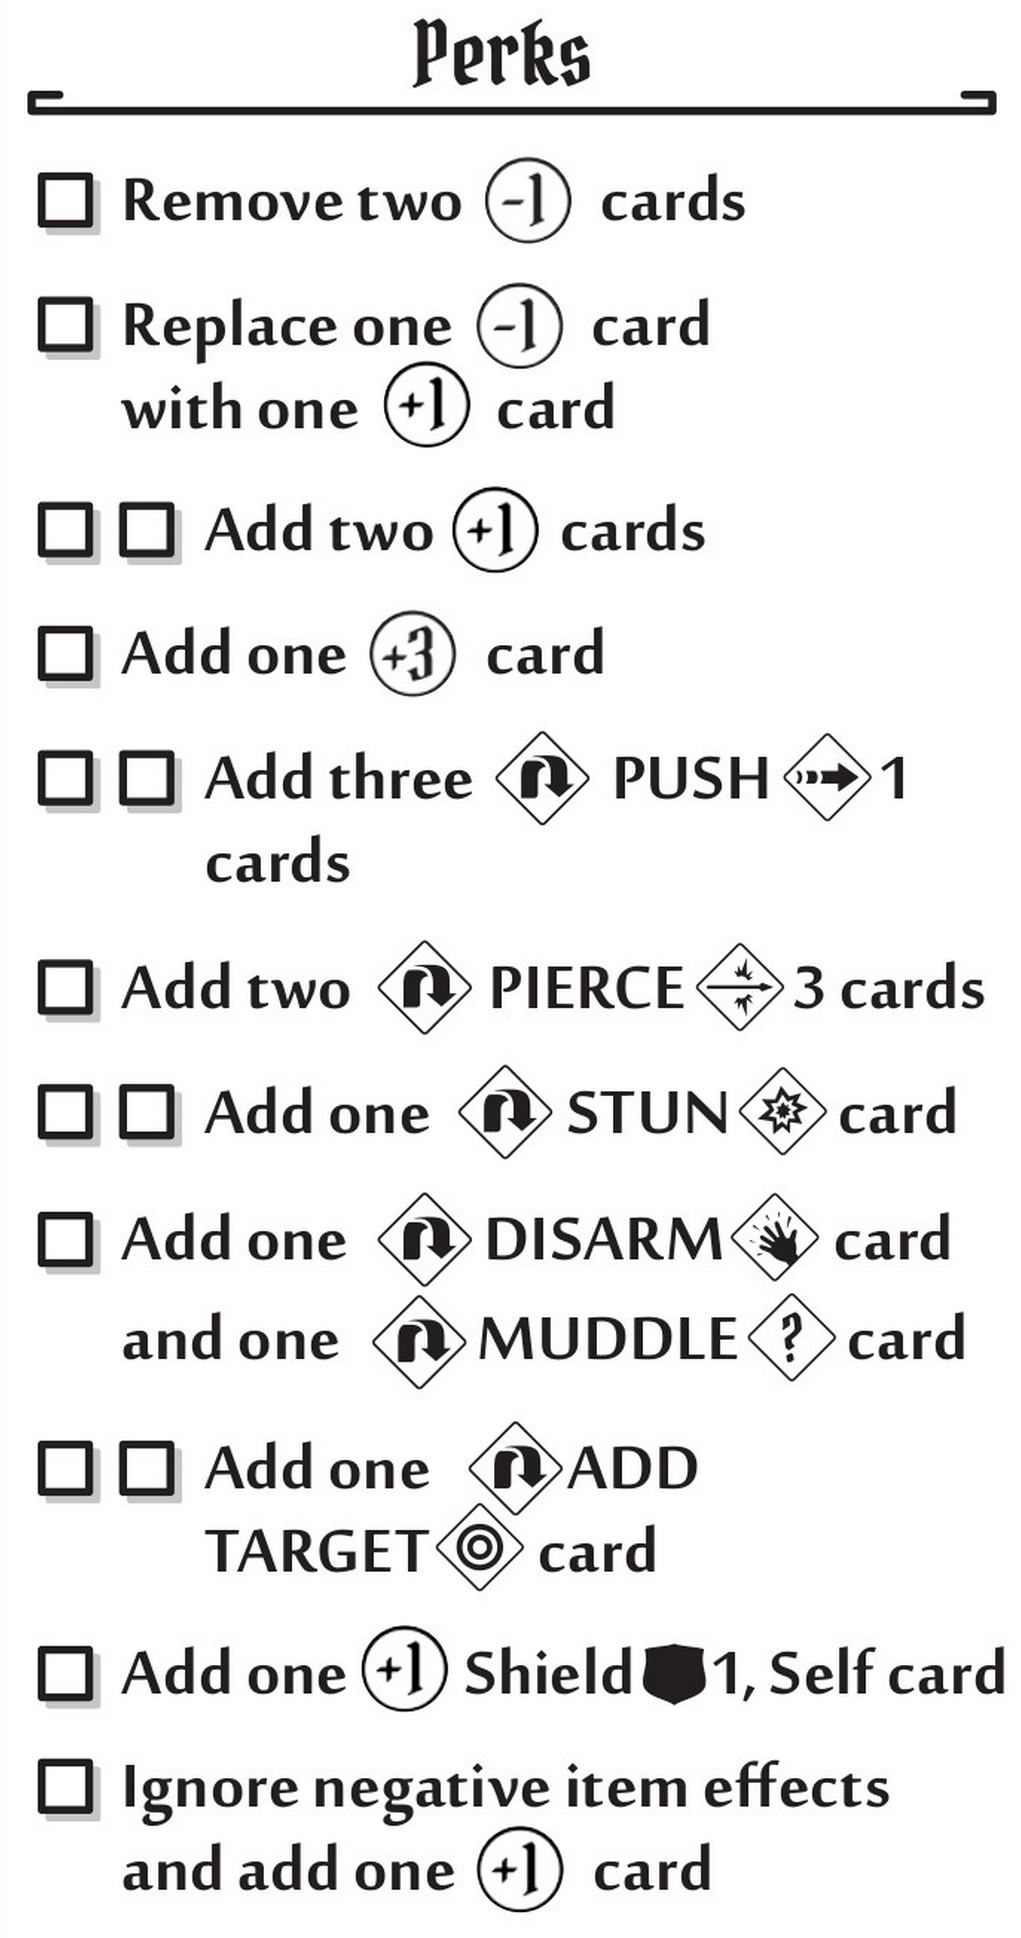 Perks
Remove two -1 cards
Replace one -1 card
with one +1 card
Add two +1 cards
Add one +3 card
Add three PUSH 1
cards
Add two PIERCE 3 cards
Add one STUN card
Add one DISARM card
and one MUDDLE ? card
Add one ADD
TARGET card
Add one +1 Shield 1, Self card
Ignore negative item effects
and add one +1 card